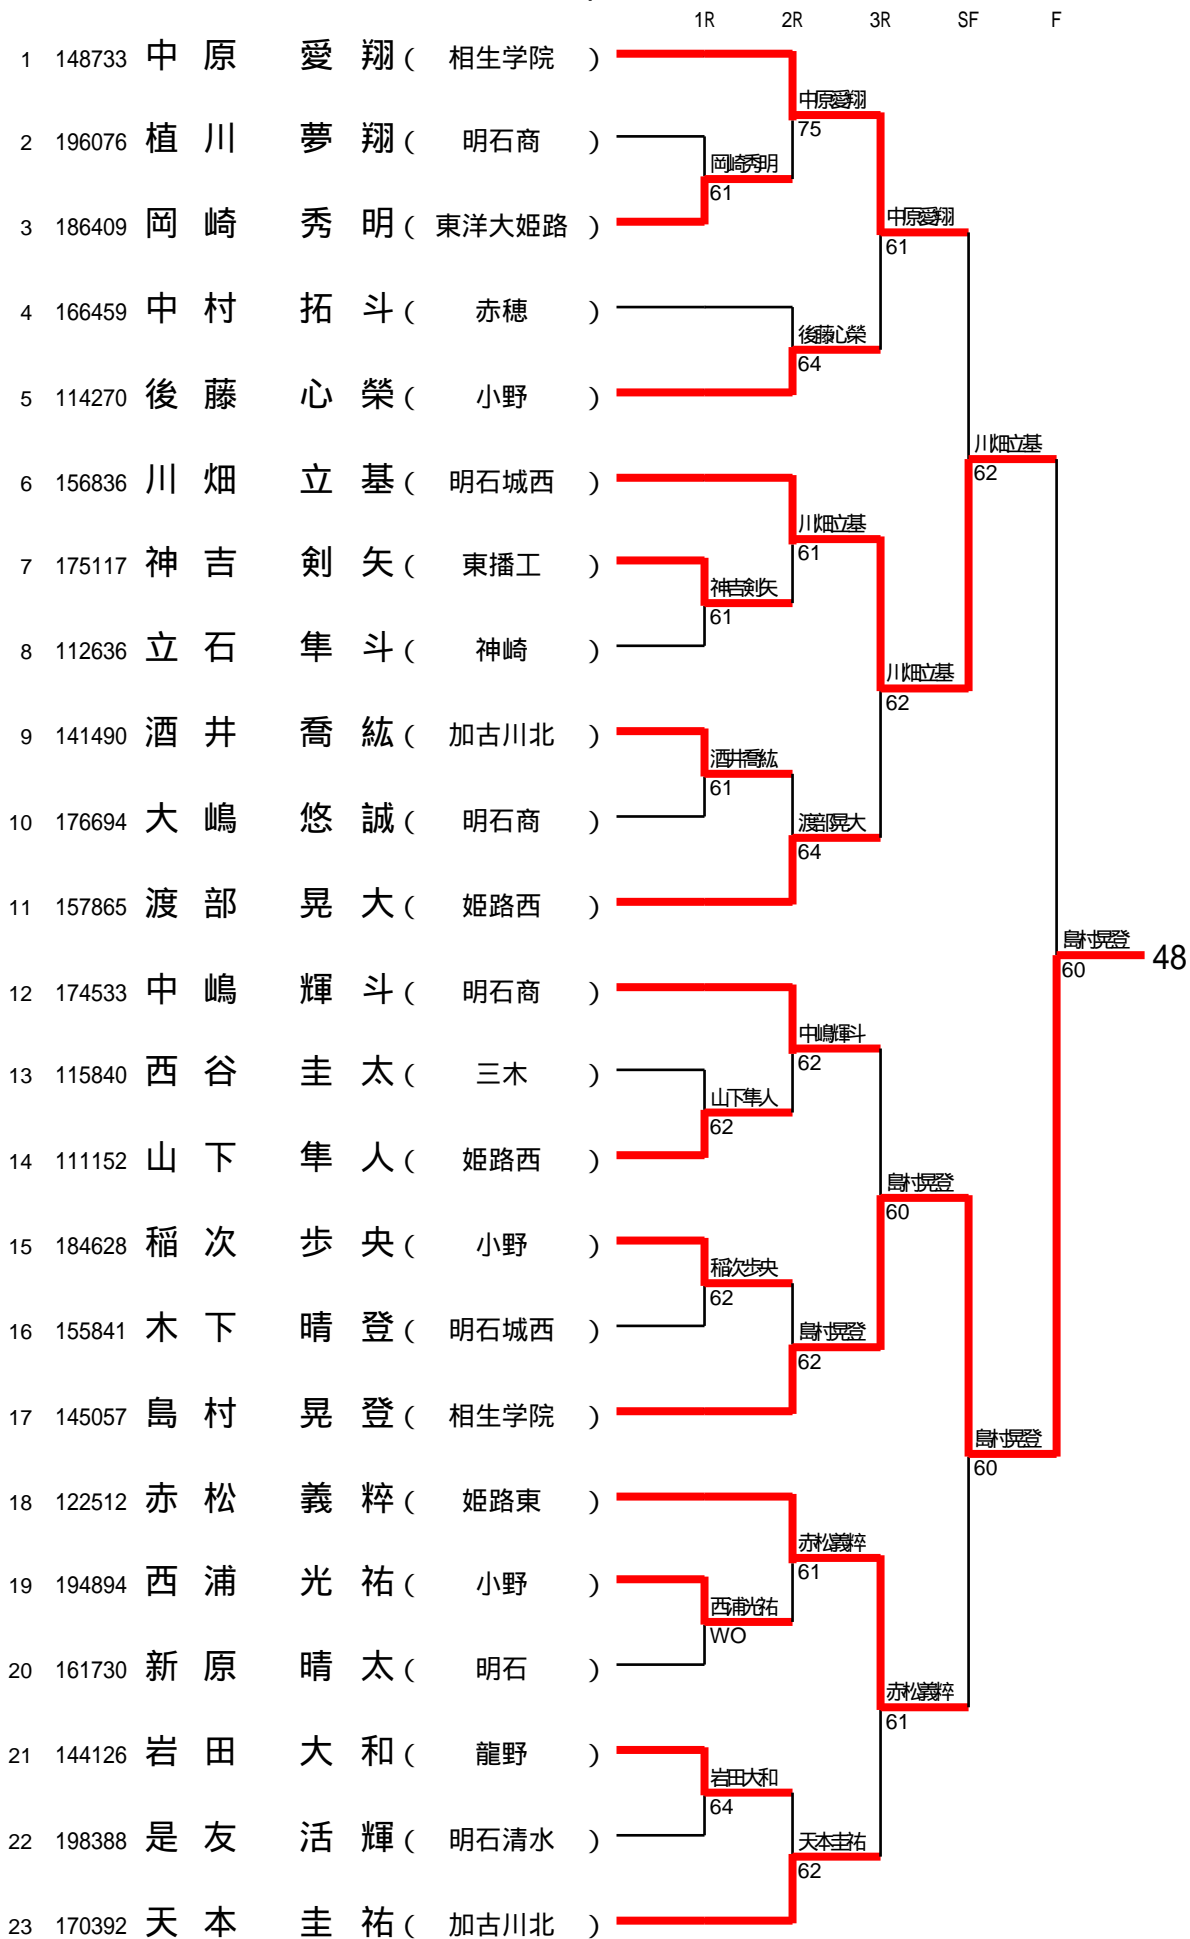 1R 2R 3R SF F
1 148733 中原 愛翔 ( 相生学院 )
中原愛翔
75
2 196076 植川 夢翔 ( 明石商 )
岡崎秀明
61
3 186409 岡崎 秀明 ( 東洋大姫路 )
中原愛翔
61
4 166459 中村 拓斗 ( 赤穂 )
後藤心榮
64
5 114270 後藤 心榮 ( 小野 )
川畑立基
62
6 156836 川畑 立基 ( 明石城西 )
川畑立基
61
7 175117 神吉 剣矢 ( 東播工 )
神吉剣矢
61
8 112636 立石 隼斗 ( 神崎 )
川畑立基
62
9 141490 酒井 喬紘 ( 加古川北 )
酒井喬紘
61
10 176694 大嶋 悠誠 ( 明石商 )
渡部晃大
64
11 157865 渡部 晃大 ( 姫路西 )
島村晃登
60 48
12 174533 中嶋 輝斗 ( 明石商 )
中嶋輝斗
62
13 115840 西谷 圭太 ( 三木 )
山下隼人
62
14 111152 山下 隼人 ( 姫路西 )
島村晃登
60
15 184628 稲次 歩央 ( 小野 )
稲次歩央
62
16 155841 木下 晴登 ( 明石城西 )
島村晃登
62
17 145057 島村 晃登 ( 相生学院 )
島村晃登
60
18 122512 赤松 義粋 ( 姫路東 )
赤松義粋
61
19 194894 西浦 光祐 ( 小野 )
西浦光祐
WO
20 161730 新原 晴太 ( 明石 )
赤松義粋
61
21 144126 岩田 大和 ( 龍野 )
岩田大和
64
22 198388 是友 活輝 ( 明石清水 )
天本圭祐
62
23 170392 天本 圭祐 ( 加古川北 )